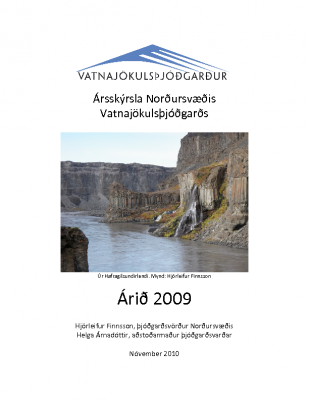 VATNAJÖKULSÞJÓÐGARÐUR
Ársskýrsla Norðursvæðis
Vatnajökulsþjóðgarðs
Úr Hafragilsundirlendi. Mynd: Hjörleifur Finnsson
Árið 2009
Hjörleifur Finnsson, þjóðgarðsvörður Norðursvæðis
Helga Árnadóttir, aðstoðarmaður þjóðgarðsvarðar
Nóvember 2010